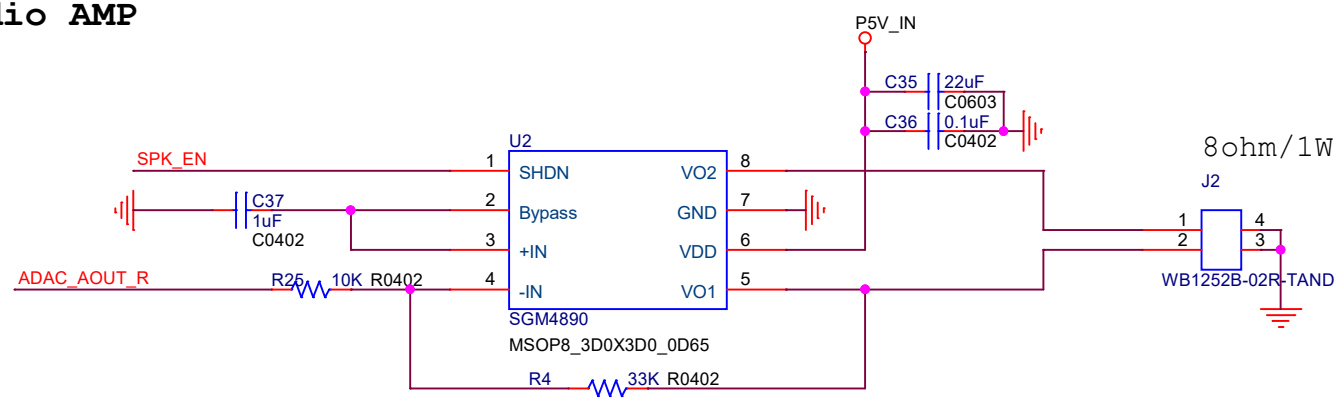 dio AMP
P5V_IN
C35 22uF
C0603
C36 0.1uF
C0402
8ohm/1W
J2
U2
SPK_EN
1 SHDN VO2 8
C37
1uF
C0402
2 Bypass GND 7
3 +IN VDD 6
ADAC_AOUT_R R25 10K R0402
4 -IN VO1 5
1 4
2 3
WB1252B-02R-TAND
SGM4890
MSOP8_3D0X3D0_0D65
R4 33K R0402